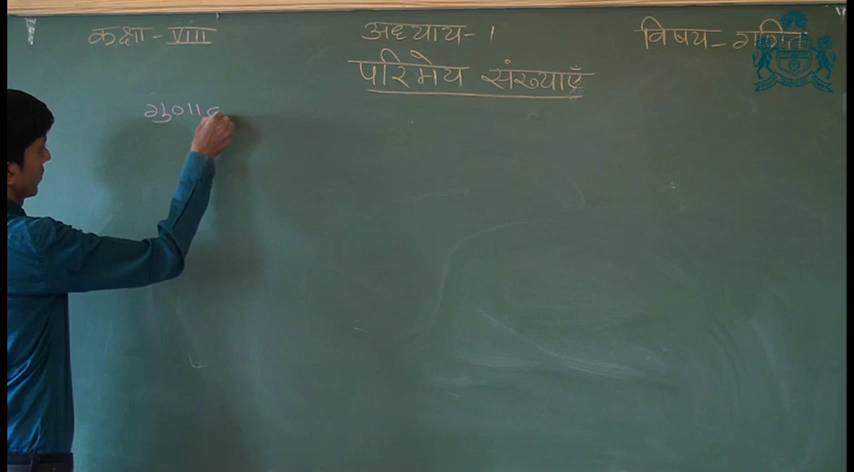 कक्षा - VIII अध्याय - 1 विषय - गणित
परिमेय संख्याएँ